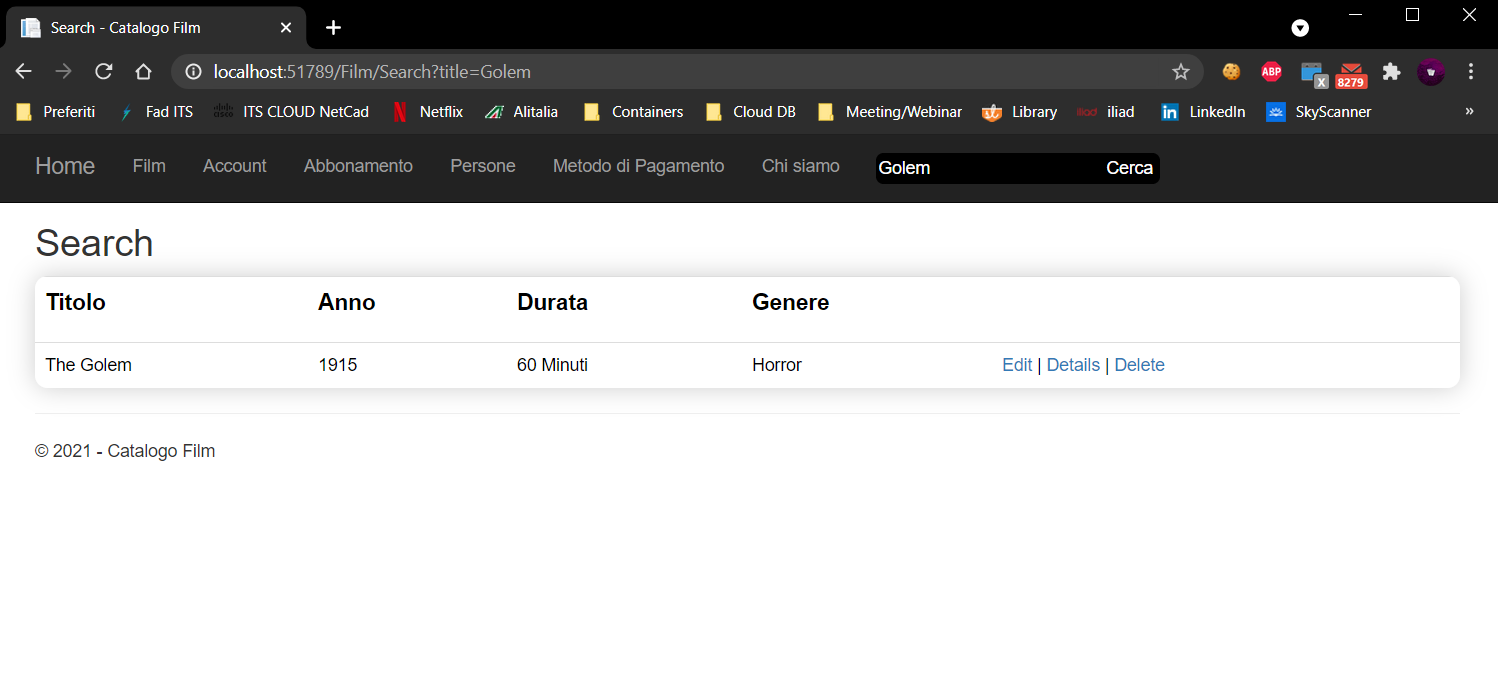 Search - Catalogo Film
localhost:51789/Film/Search?title=Golem
ABP X 8279
Preferiti Fad ITS ITS CLOUD NetCad Netflix Alitalia Containers Cloud DB Meeting/Webinar Library iliad LinkedIn SkyScanner »
Home Film Account Abbonamento Persone Metodo di Pagamento Chi siamo Golem Cerca
Search
Titolo Anno Durata Genere
The Golem 1915 60 Minuti Horror Edit | Details | Delete
© 2021 - Catalogo Film